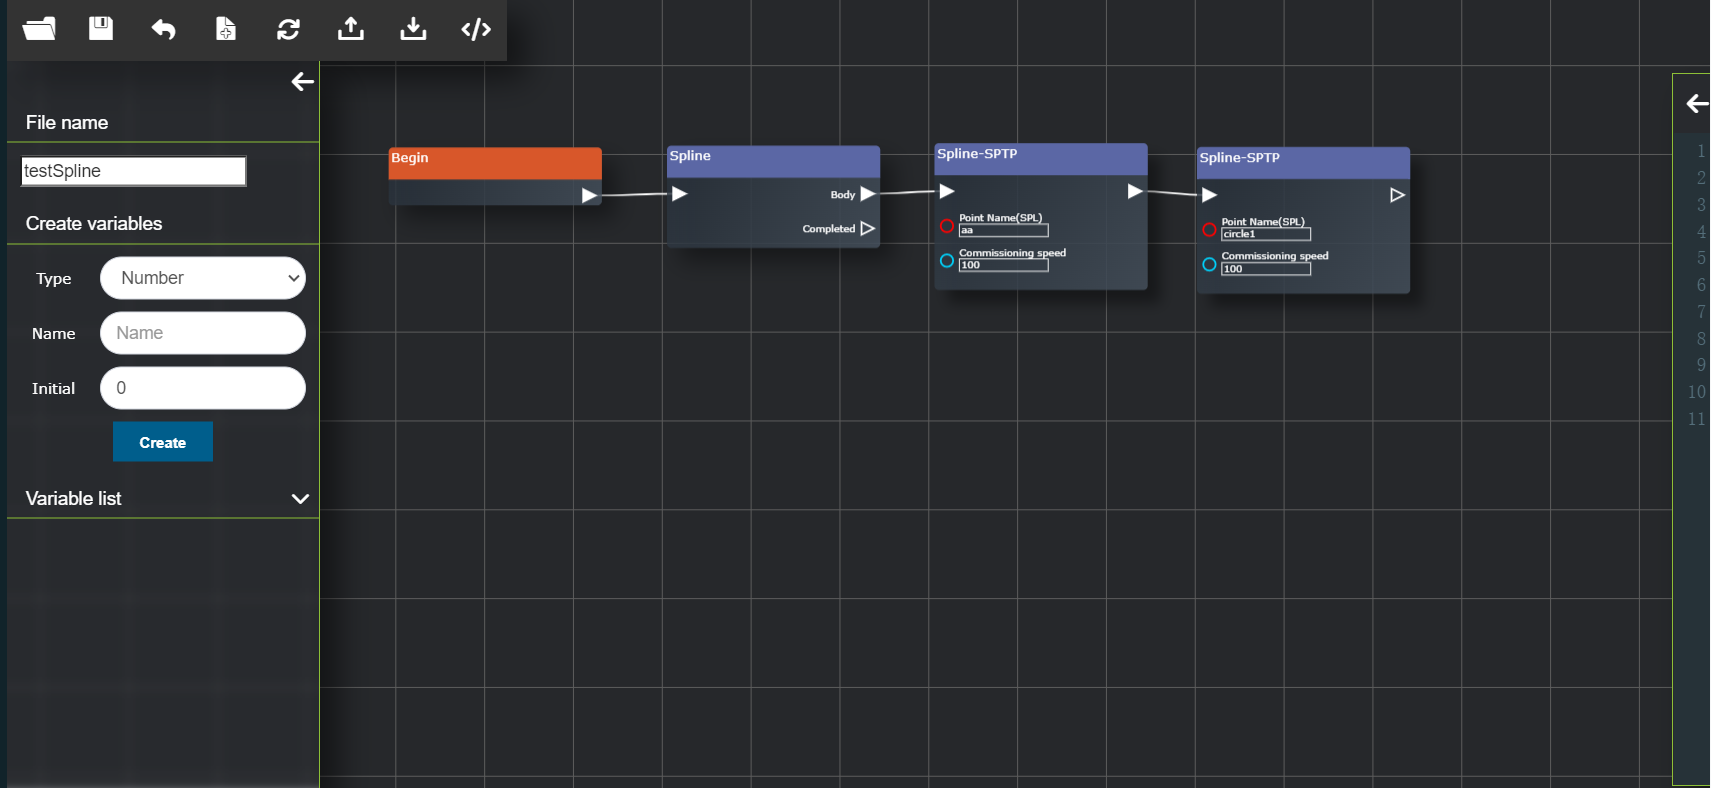 File name
testSpline
Create variables
Type
Number
Name
Name
Initial
0
Create
Variable list
Begin
Spline
Body
Completed
Spline-SPTP
Point Name(SPL)
aa
Commissioning speed
100
Spline-SPTP
Point Name(SPL)
circle1
Commissioning speed
100
1
2
3
4
5
6
7
8
9
10
11